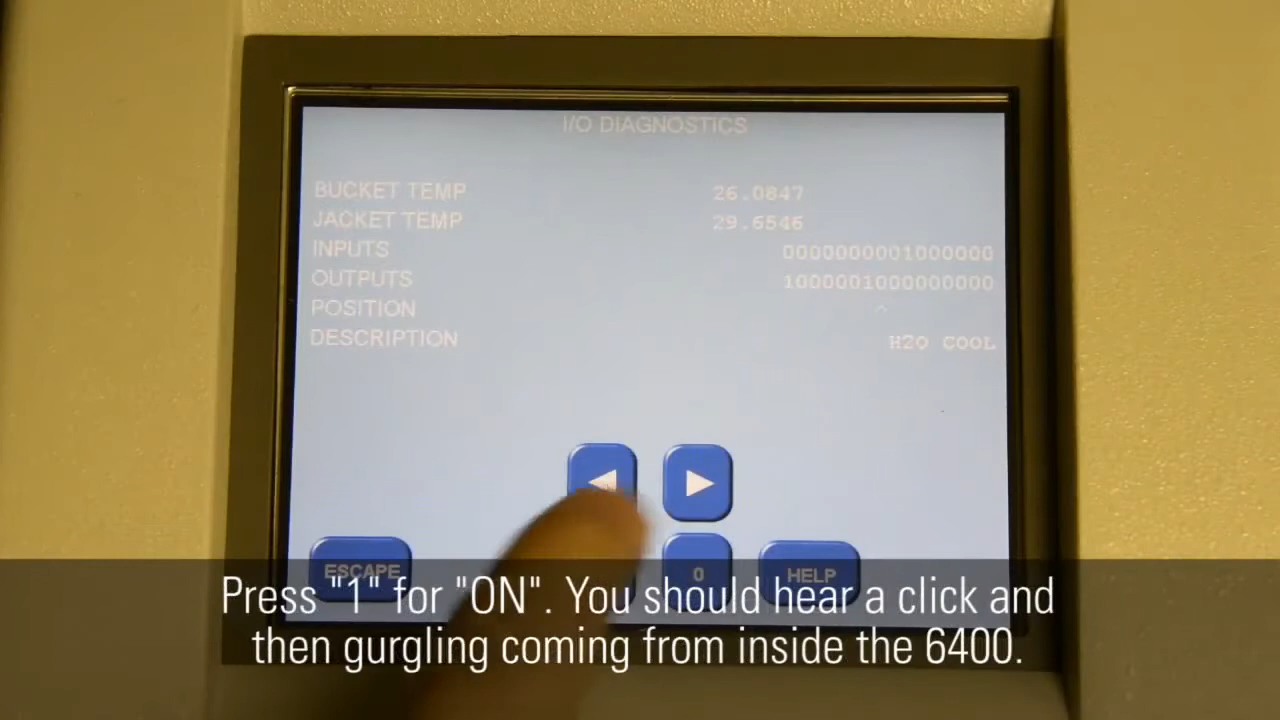 I/O DIAGNOSTICS
BUCKET TEMP 26.0847
JACKET TEMP 29.6546
INPUTS 0000000001000000
OUTPUTS 1000001000000000
POSITION ^
DESCRIPTION H2O COOL
◀ ▶
ESCAPE 0 HELP
Press "1" for "ON". You should hear a click and
then gurgling coming from inside the 6400.